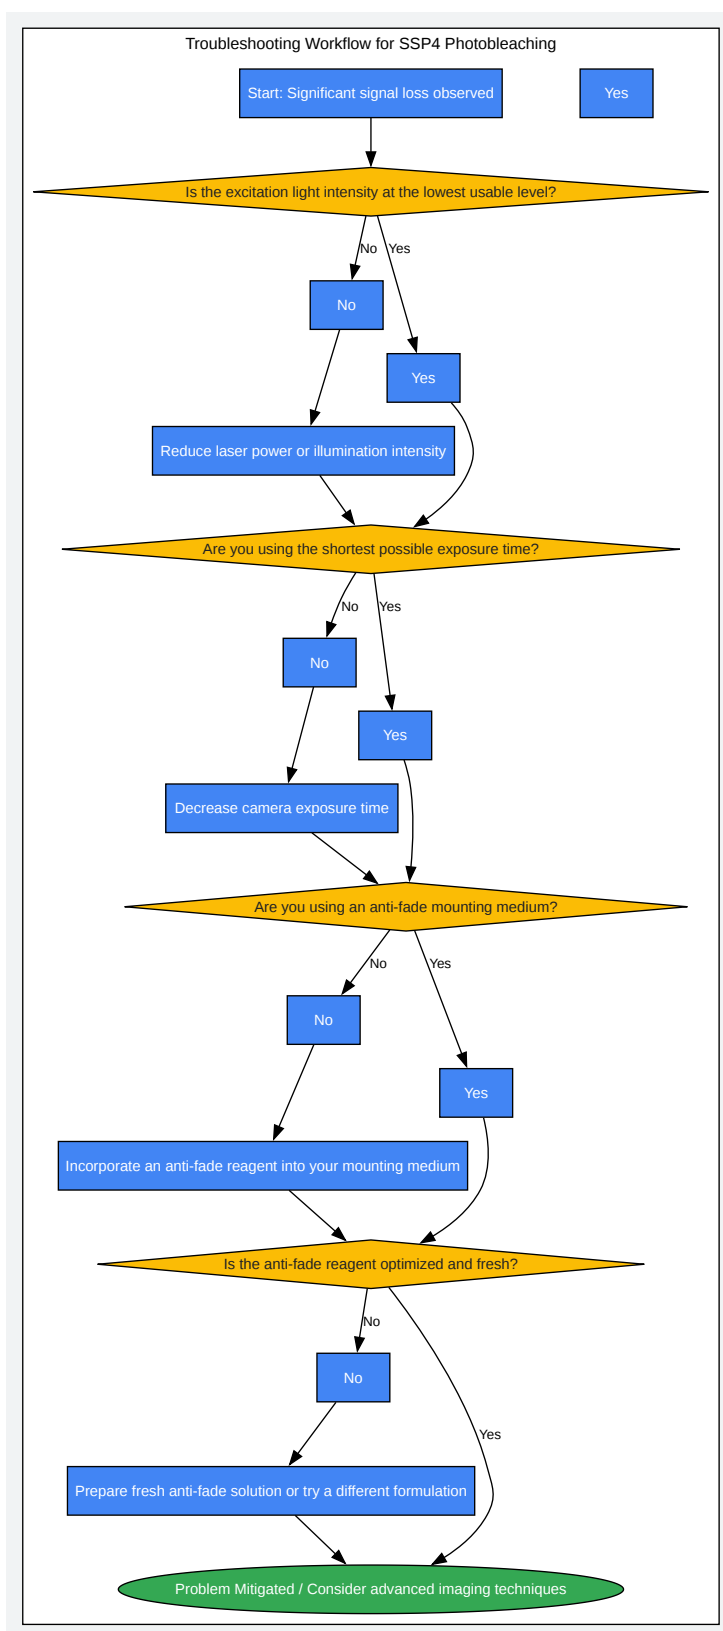 Troubleshooting Workflow for SSP4 Photobleaching
Start: Significant signal loss observed
Yes
Is the excitation light intensity at the lowest usable level?
No
Yes
No
Yes
Reduce laser power or illumination intensity
Are you using the shortest possible exposure time?
No
Yes
No
Yes
Decrease camera exposure time
Are you using an anti-fade mounting medium?
No
Yes
No
Yes
Incorporate an anti-fade reagent into your mounting medium
Is the anti-fade reagent optimized and fresh?
No
No
Yes
Prepare fresh anti-fade solution or try a different formulation
Problem Mitigated / Consider advanced imaging techniques